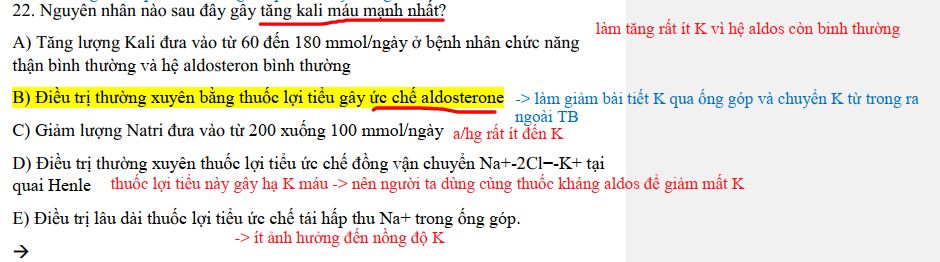 22. Nguyên nhân nào sau đây gây tăng kali máu mạnh nhất?
làm tăng rất ít K vì hệ aldos còn binh thường
A) Tăng lượng Kali đưa vào từ 60 đến 180 mmol/ngày ở bệnh nhân chức năng
thận bình thường và hệ aldosteron bình thường
B) Điều trị thường xuyên bằng thuốc lợi tiểu gây ức chế aldosterone -> làm giảm bài tiết K qua ống góp và chuyển K từ trong ra
ngoài TB
C) Giảm lượng Natri đưa vào từ 200 xuống 100 mmol/ngày a/hg rất ít đến K
D) Điều trị thường xuyên thuốc lợi tiểu ức chế đồng vận chuyển Na+-2Cl−-K+ tại
quai Henle thuốc lợi tiểu này gây hạ K máu -> nên người ta dùng cùng thuốc kháng aldos để giảm mất K
E) Điều trị lâu dài thuốc lợi tiểu ức chế tái hấp thu Na+ trong ống góp.
-> ít ảnh hưởng đến nồng độ K
→